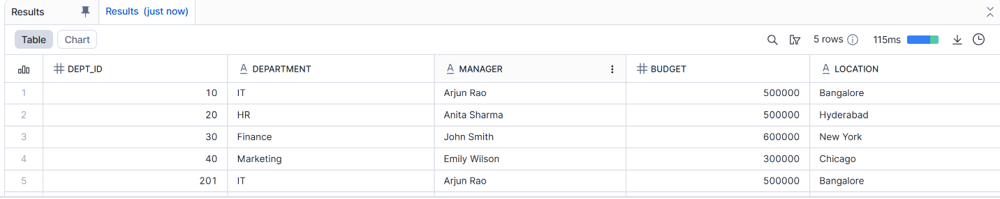 Results Results (just now)
Table Chart 5 rows 115ms
DEPT_ID DEPARTMENT MANAGER BUDGET LOCATION
1 10 IT Arjun Rao 500000 Bangalore
2 20 HR Anita Sharma 500000 Hyderabad
3 30 Finance John Smith 600000 New York
4 40 Marketing Emily Wilson 300000 Chicago
5 201 IT Arjun Rao 500000 Bangalore